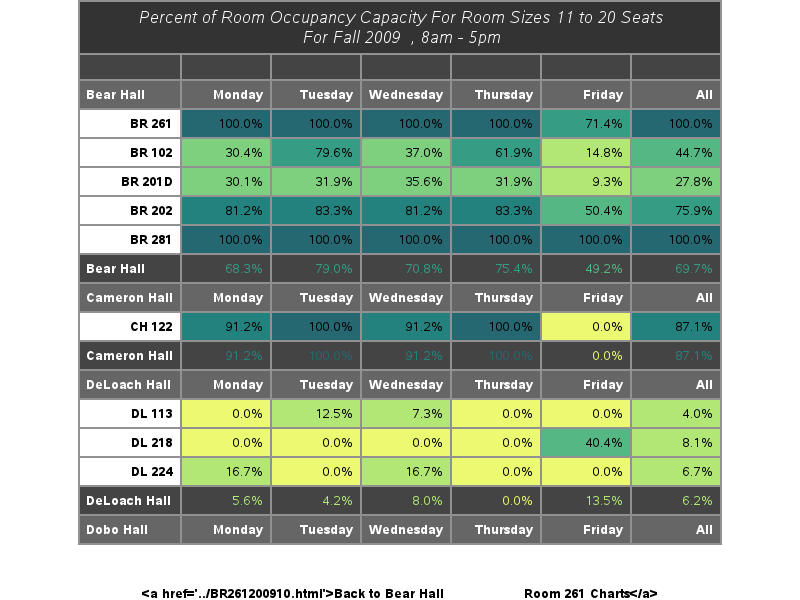 Percent of Room Occupancy Capacity For Room Sizes 11 to 20 Seats
For Fall 2009 , 8am - 5pm
Bear Hall Monday Tuesday Wednesday Thursday Friday All
BR 261 100.0% 100.0% 100.0% 100.0% 71.4% 100.0%
BR 102 30.4% 79.6% 37.0% 61.9% 14.8% 44.7%
BR 201D 30.1% 31.9% 35.6% 31.9% 9.3% 27.8%
BR 202 81.2% 83.3% 81.2% 83.3% 50.4% 75.9%
BR 281 100.0% 100.0% 100.0% 100.0% 100.0% 100.0%
Bear Hall 68.3% 79.0% 70.8% 75.4% 49.2% 69.7%
Cameron Hall Monday Tuesday Wednesday Thursday Friday All
CH 122 91.2% 100.0% 91.2% 100.0% 0.0% 87.1%
Cameron Hall 91.2% 100.0% 91.2% 100.0% 0.0% 87.1%
DeLoach Hall Monday Tuesday Wednesday Thursday Friday All
DL 113 0.0% 12.5% 7.3% 0.0% 0.0% 4.0%
DL 218 0.0% 0.0% 0.0% 0.0% 40.4% 8.1%
DL 224 16.7% 0.0% 16.7% 0.0% 0.0% 6.7%
DeLoach Hall 5.6% 4.2% 8.0% 0.0% 13.5% 6.2%
Dobo Hall Monday Tuesday Wednesday Thursday Friday All
<a href='../BR261200910.html'>Back to Bear Hall Room 261 Charts</a>